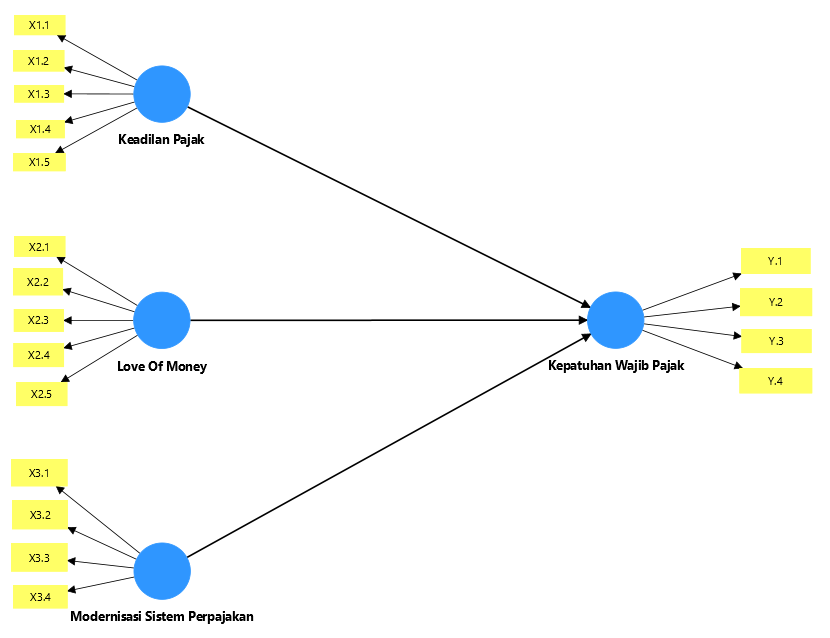 X1.1
X1.2
X1.3
X1.4
X1.5
Keadilan Pajak
X2.1
X2.2
X2.3
X2.4
X2.5
Love Of Money
X3.1
X3.2
X3.3
X3.4
Modernisasi Sistem Perpajakan
Y.1
Y.2
Y.3
Y.4
Kepatuhan Wajib Pajak